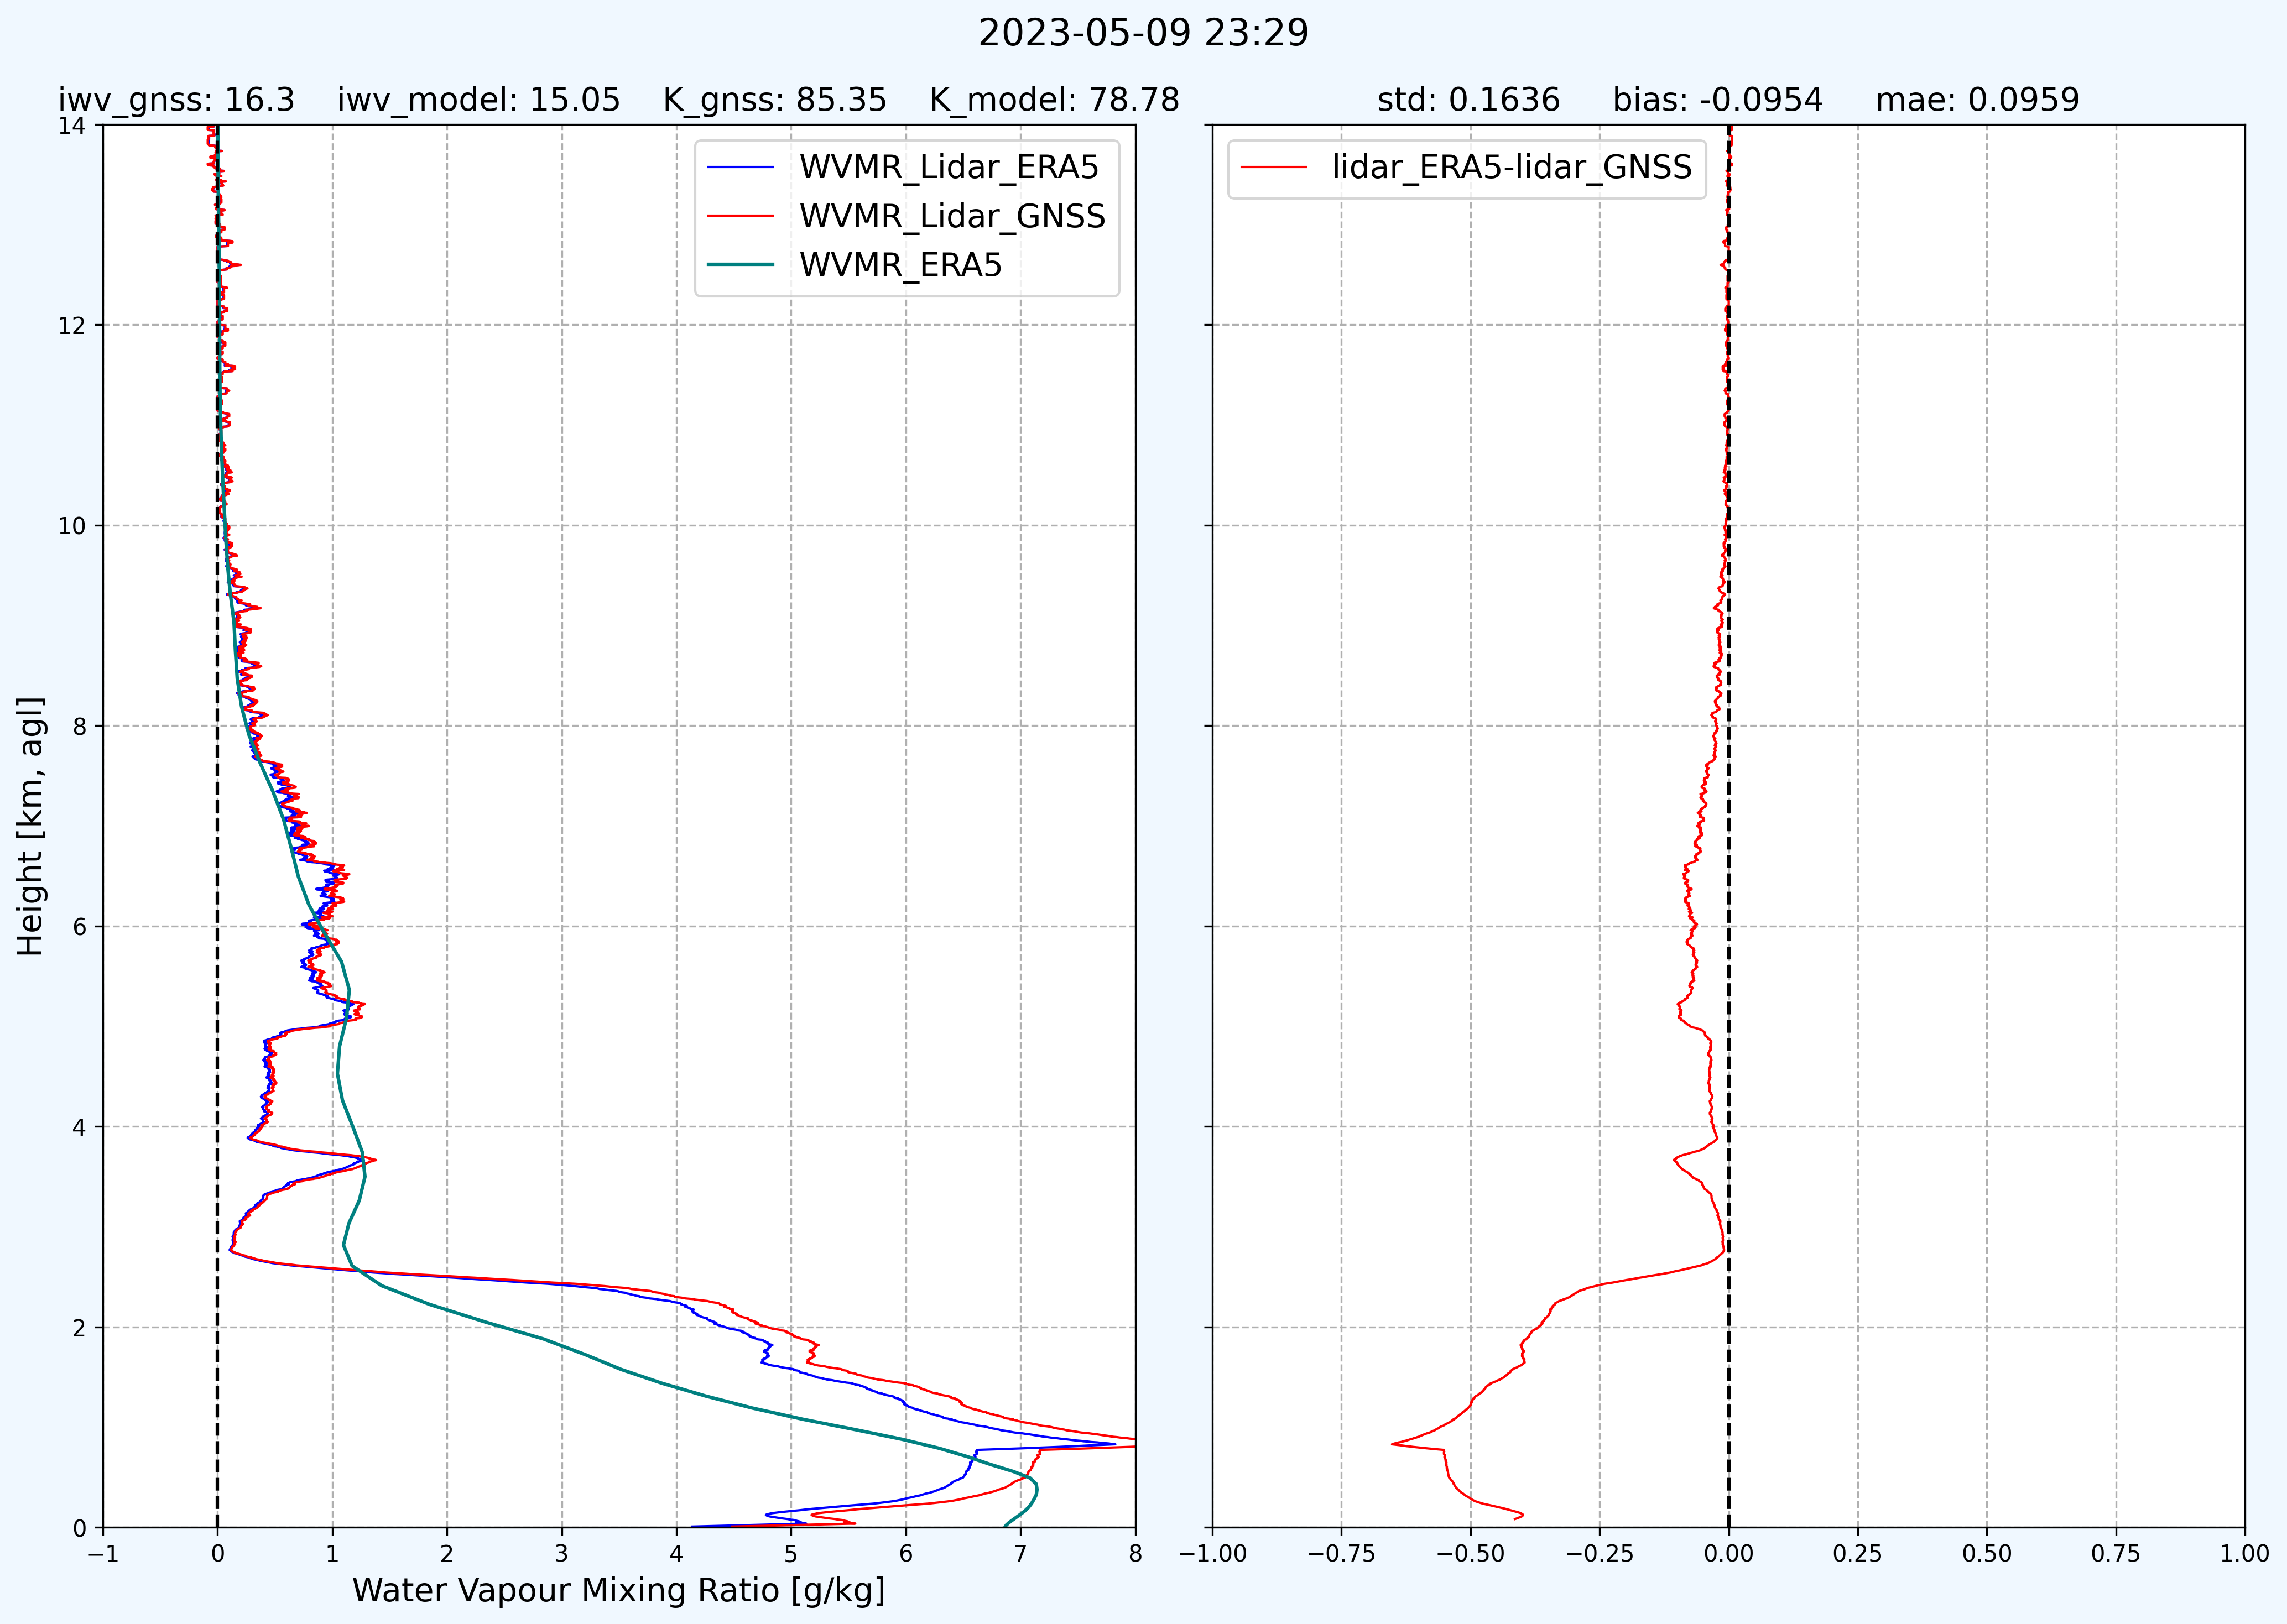 2023-05-09 23:29
iwv_gnss: 16.3 iwv_model: 15.05 K_gnss: 85.35 K_model: 78.78
std: 0.1636 bias: -0.0954 mae: 0.0959
WVMR_Lidar_ERA5
WVMR_Lidar_GNSS
WVMR_ERA5
lidar_ERA5-lidar_GNSS
Height [km, agl]
14
12
10
8
6
4
2
0
−1 0 1 2 3 4 5 6 7 8
Water Vapour Mixing Ratio [g/kg]
−1.00 −0.75 −0.50 −0.25 0.00 0.25 0.50 0.75 1.00